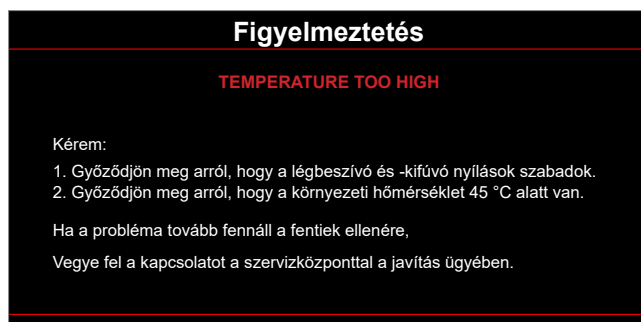 Figyelmeztetés
TEMPERATURE TOO HIGH
Kérem:
1. Győződjön meg arról, hogy a légbeszívó és -kifúvó nyílások szabadok.
2. Győződjön meg arról, hogy a környezeti hőmérséklet 45 °C alatt van.
Ha a probléma tovább fennáll a fentiek ellenére,
Vegye fel a kapcsolatot a szervizközponttal a javítás ügyében.